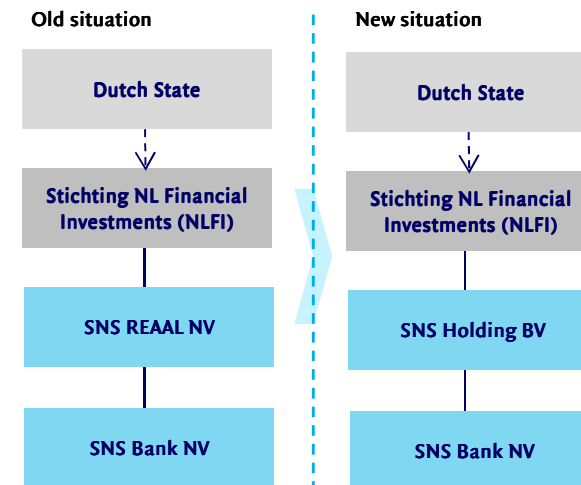 Old situation
Dutch State
Stichting NL Financial
Investments (NLFI)
SNS REAAL NV
SNS Bank NV
New situation
Dutch State
Stichting NL Financial
Investments (NLFI)
SNS Holding BV
SNS Bank NV